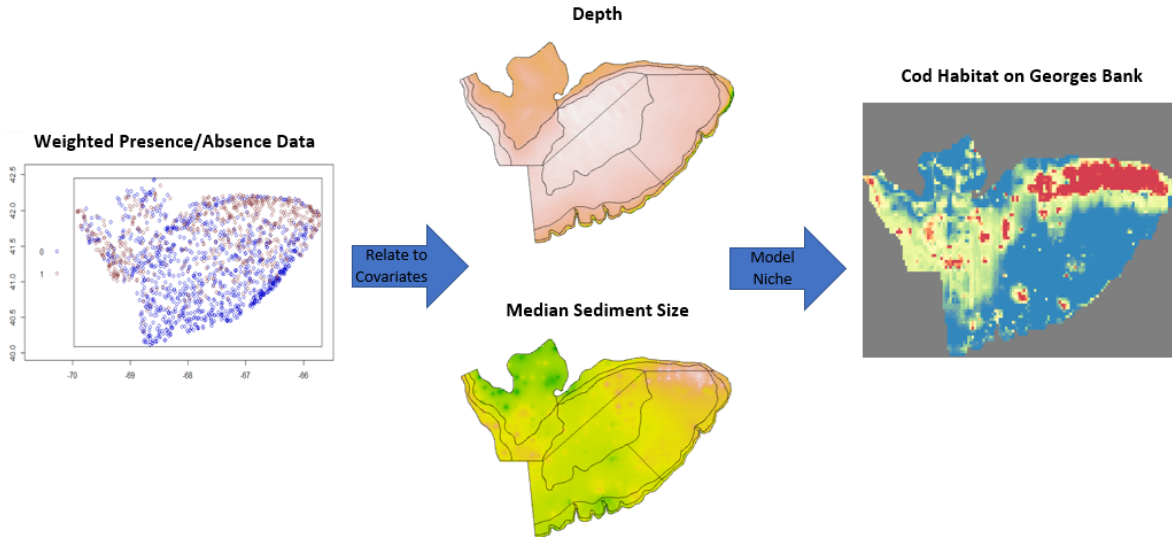 Depth
Cod Habitat on Georges Bank
Weighted Presence/Absence Data
42.5
42.0
41.5
41.0
40.5
40.0
0
1
-70
-69
-68
-67
-66
Relate to
Covariates
Model
Niche
Median Sediment Size